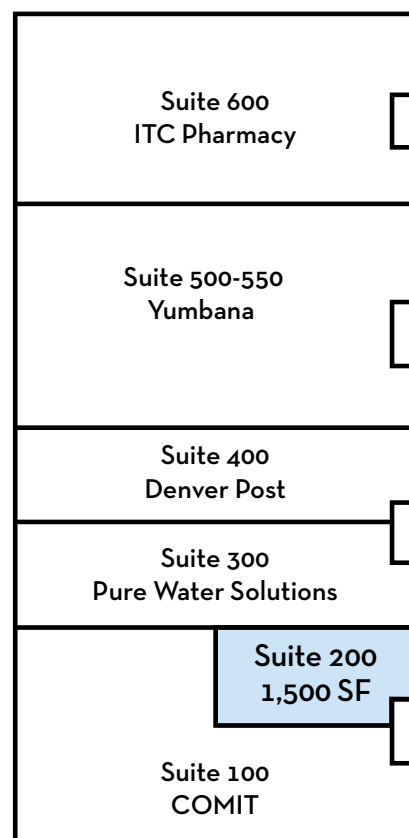 Suite 600
ITC Pharmacy
Suite 500-550
Yumbana
Suite 400
Denver Post
Suite 300
Pure Water Solutions
Suite 200
1,500 SF
Suite 100
COMIT